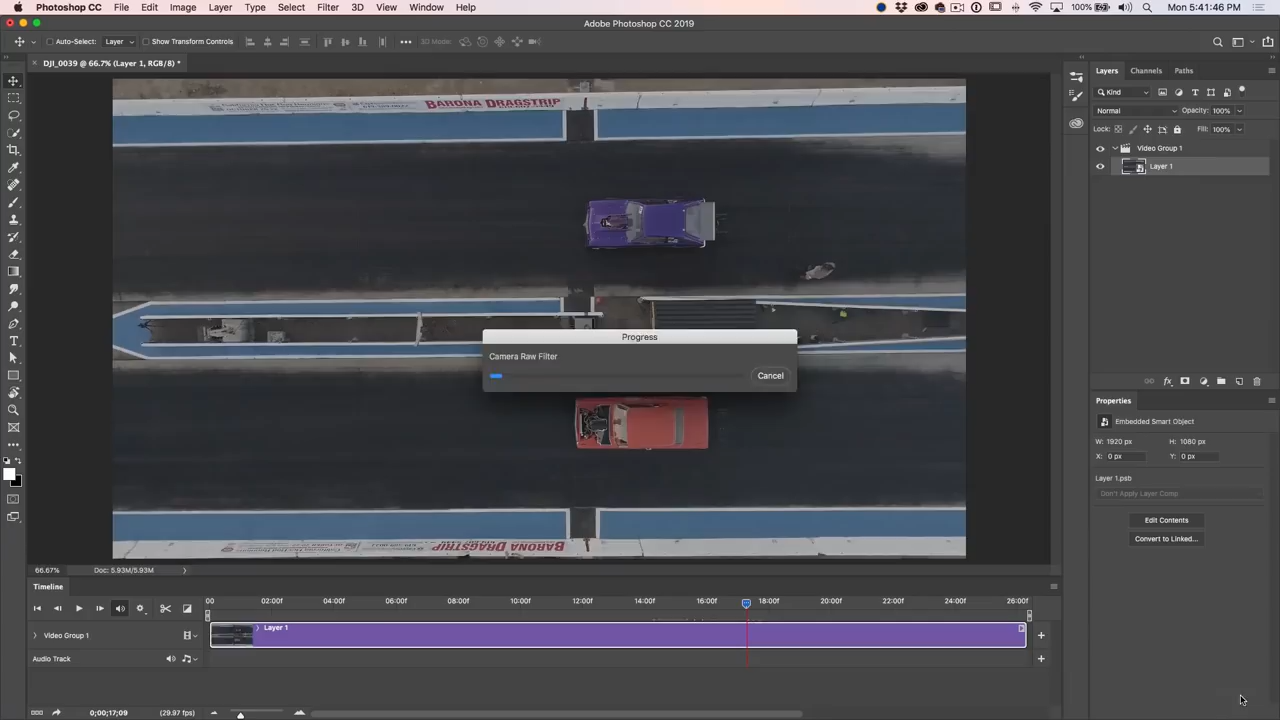 Photoshop CC File Edit Image Layer Type Select Filter 3D View Window Help
100% Mon 5:41:46 PM
Adobe Photoshop CC 2019
Auto-Select: Layer Show Transform Controls 3D Mode:
DJI_0039 @ 66.7% (Layer 1, RGB/8) *
BARONA DRAGSTRIP
Progress
Camera Raw Filter
Cancel
BARONA DRAGSTRIP
Layers Channels Paths
Kind
Normal Opacity: 100%
Lock: Fill: 100%
Video Group 1
Layer 1
fx
Properties
Embedded Smart Object
W: 1920 px H: 1080 px
X: 0 px Y: 0 px
Layer 1.psb
Don't Apply Layer Comp
Edit Contents
Convert to Linked...
66.67% Doc: 5.93M/5.93M
Timeline
00 02:00f 04:00f 06:00f 08:00f 10:00f 12:00f 14:00f 16:00f 18:00f 20:00f 22:00f 24:00f 26:00f
Video Group 1
Layer 1
Audio Track
0;00;17;09 (29.97 fps)